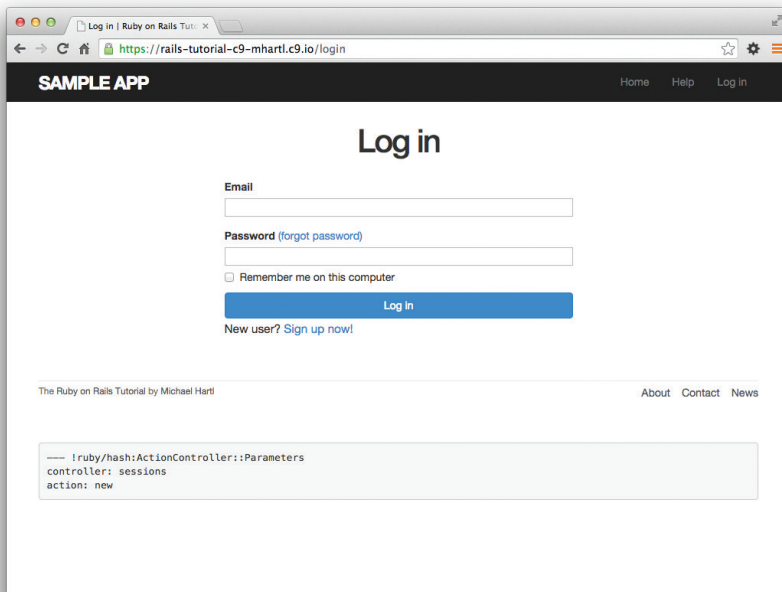 Log in | Ruby on Rails Tuto
https://rails-tutorial-c9-mhartl.c9.io/login
SAMPLE APP
Home Help Log in
Log in
Email
Password (forgot password)
Remember me on this computer
Log in
New user? Sign up now!
The Ruby on Rails Tutorial by Michael Hartl
About Contact News
--- !ruby/hash:ActionController::Parameters
controller: sessions
action: new